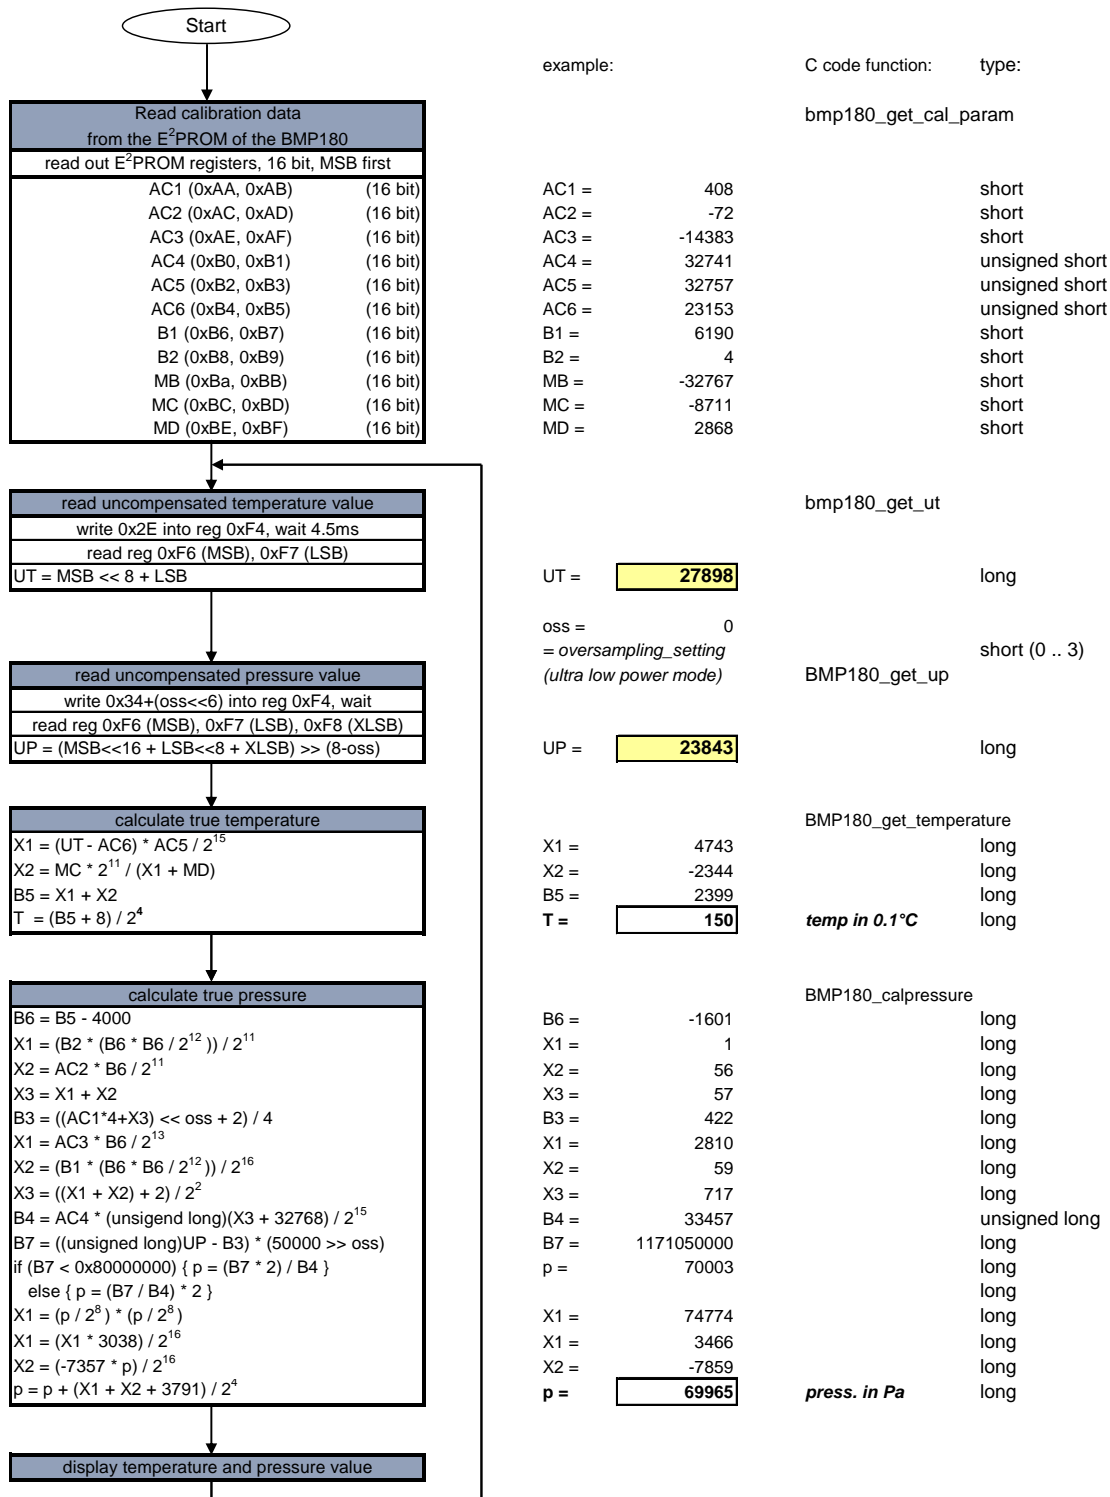 Start
example: C code function: type:
Read calibration data bmp180_get_cal_param
from the E²PROM of the BMP180
read out E²PROM registers, 16 bit, MSB first
AC1 (0xAA, 0xAB) (16 bit) AC1 = 408 short
AC2 (0xAC, 0xAD) (16 bit) AC2 = -72 short
AC3 (0xAE, 0xAF) (16 bit) AC3 = -14383 short
AC4 (0xB0, 0xB1) (16 bit) AC4 = 32741 unsigned short
AC5 (0xB2, 0xB3) (16 bit) AC5 = 32757 unsigned short
AC6 (0xB4, 0xB5) (16 bit) AC6 = 23153 unsigned short
B1 (0xB6, 0xB7) (16 bit) B1 = 6190 short
B2 (0xB8, 0xB9) (16 bit) B2 = 4 short
MB (0xBa, 0xBB) (16 bit) MB = -32767 short
MC (0xBC, 0xBD) (16 bit) MC = -8711 short
MD (0xBE, 0xBF) (16 bit) MD = 2868 short
read uncompensated temperature value bmp180_get_ut
write 0x2E into reg 0xF4, wait 4.5ms
read reg 0xF6 (MSB), 0xF7 (LSB)
UT = MSB << 8 + LSB UT = 27898 long
oss = 0
= oversampling_setting short (0 .. 3)
read uncompensated pressure value (ultra low power mode) BMP180_get_up
write 0x34+(oss<<6) into reg 0xF4, wait
read reg 0xF6 (MSB), 0xF7 (LSB), 0xF8 (XLSB)
UP = (MSB<<16 + LSB<<8 + XLSB) >> (8-oss) UP = 23843 long
calculate true temperature BMP180_get_temperature
X1 = (UT - AC6) * AC5 / 2¹⁵ X1 = 4743 long
X2 = MC * 2¹¹ / (X1 + MD) X2 = -2344 long
B5 = X1 + X2 B5 = 2399 long
T = (B5 + 8) / 2⁴ T = 150 temp in 0.1°C long
calculate true pressure BMP180_calpressure
B6 = B5 - 4000 B6 = -1601 long
X1 = (B2 * (B6 * B6 / 2¹² )) / 2¹¹ X1 = 1 long
X2 = AC2 * B6 / 2¹¹ X2 = 56 long
X3 = X1 + X2 X3 = 57 long
B3 = ((AC1*4+X3) << oss + 2) / 4 B3 = 422 long
X1 = AC3 * B6 / 2¹³ X1 = 2810 long
X2 = (B1 * (B6 * B6 / 2¹² )) / 2¹⁶ X2 = 59 long
X3 = ((X1 + X2) + 2) / 2² X3 = 717 long
B4 = AC4 * (unsigend long)(X3 + 32768) / 2¹⁵ B4 = 33457 unsigned long
B7 = ((unsigned long)UP - B3) * (50000 >> oss) B7 = 1171050000 long
if (B7 < 0x80000000) { p = (B7 * 2) / B4 } p = 70003 long
else { p = (B7 / B4) * 2 } long
X1 = (p / 2⁸ ) * (p / 2⁸ ) X1 = 74774 long
X1 = (X1 * 3038) / 2¹⁶ X1 = 3466 long
X2 = (-7357 * p) / 2¹⁶ X2 = -7859 long
p = p + (X1 + X2 + 3791) / 2⁴ p = 69965 press. in Pa long
display temperature and pressure value